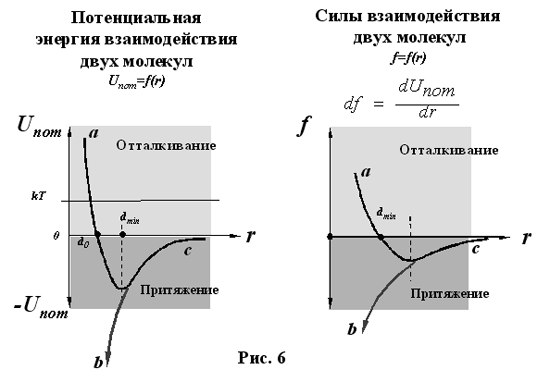 Потенциальная
энергия взаимодействия
двух молекул
Uпот=f(r)
Силы взаимодействия
двух молекул
f=f(r)
df = dUпот
dr
Uпот
a
Отталкивание
kT
dmin
0
d0
r
c
Притяжение
-Uпот
b
f
Отталкивание
a
dmin
r
c
Притяжение
b
Рис. 6